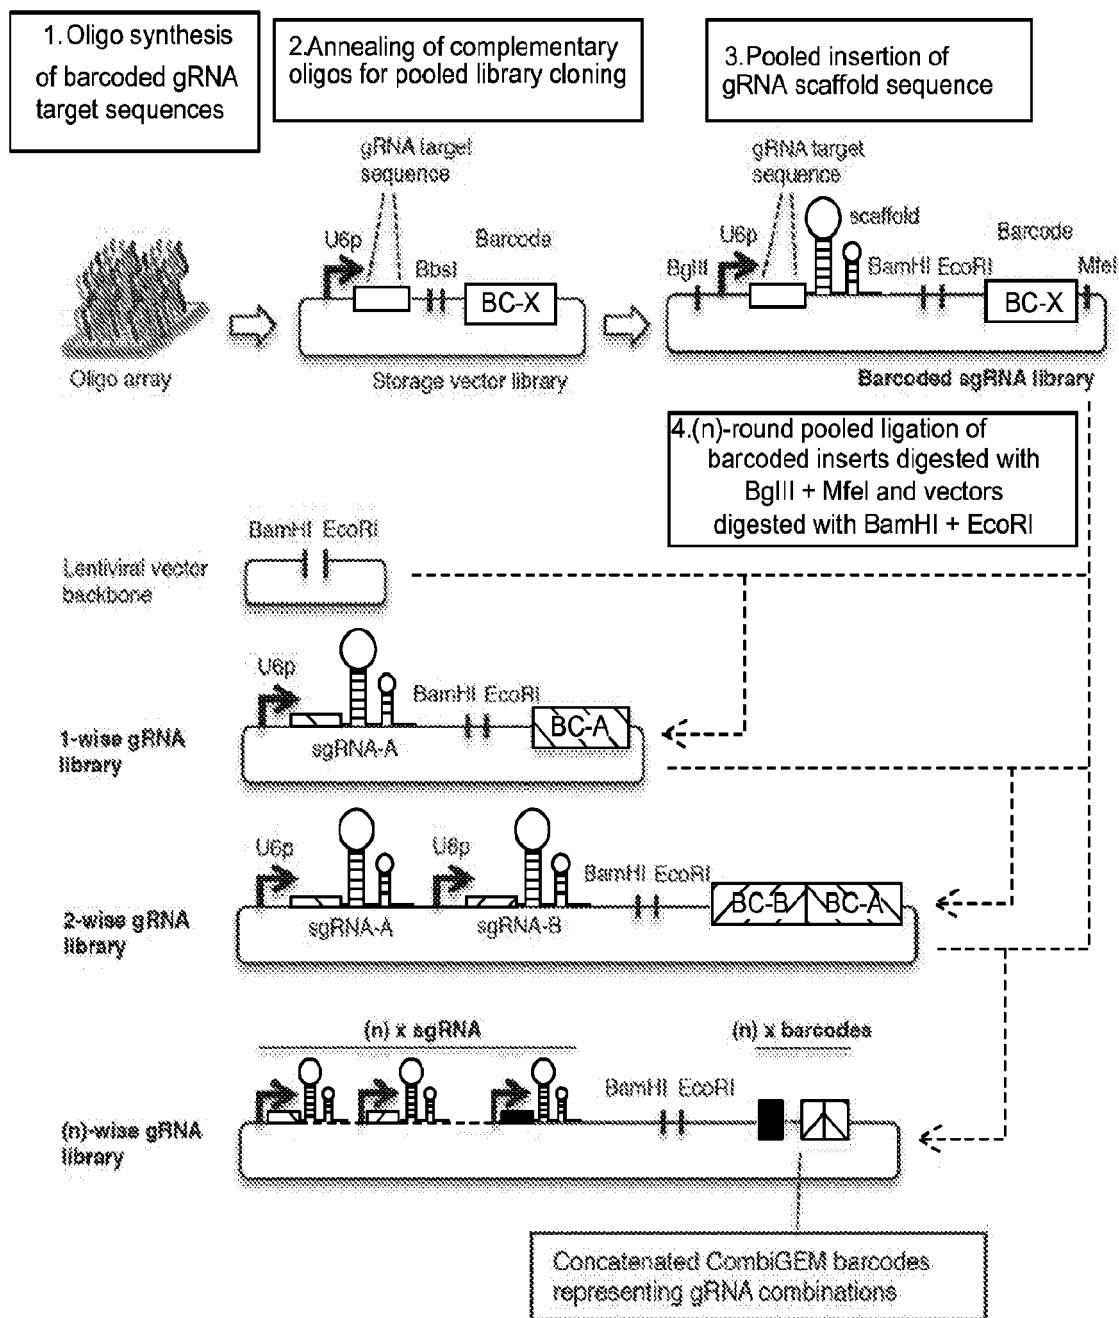 1.Oligo synthesis
of barcoded gRNA
target sequences
2.Annealing of complementary
oligos for pooled library cloning
3.Pooled insertion of
gRNA scaffold sequence
gRNA target
sequence
U6p
BbsI
Barcode
BC-X
gRNA target
sequence
scaffold
BglII
U6p
BamHI
EcoRI
Barcode
MfeI
BC-X
Oligo array
Storage vector library
Barcoded sgRNA library
4.(n)-round pooled ligation of
barcoded inserts digested with
BglII + MfeI and vectors
digested with BamHI + EcoRI
BamHI EcoRI
Lentiviral vector
backbone
U6p
BamHI EcoRI
BC-A
1-wise gRNA
library
sgRNA-A
U6p
U6p
BamHI EcoRI
BC-B
BC-A
2-wise gRNA
library
sgRNA-A
sgRNA-B
(n) x sgRNA
(n) x barcodes
BamHI EcoRI
(n)-wise gRNA
library
Concatenated CombiGEM barcodes
representing gRNA combinations